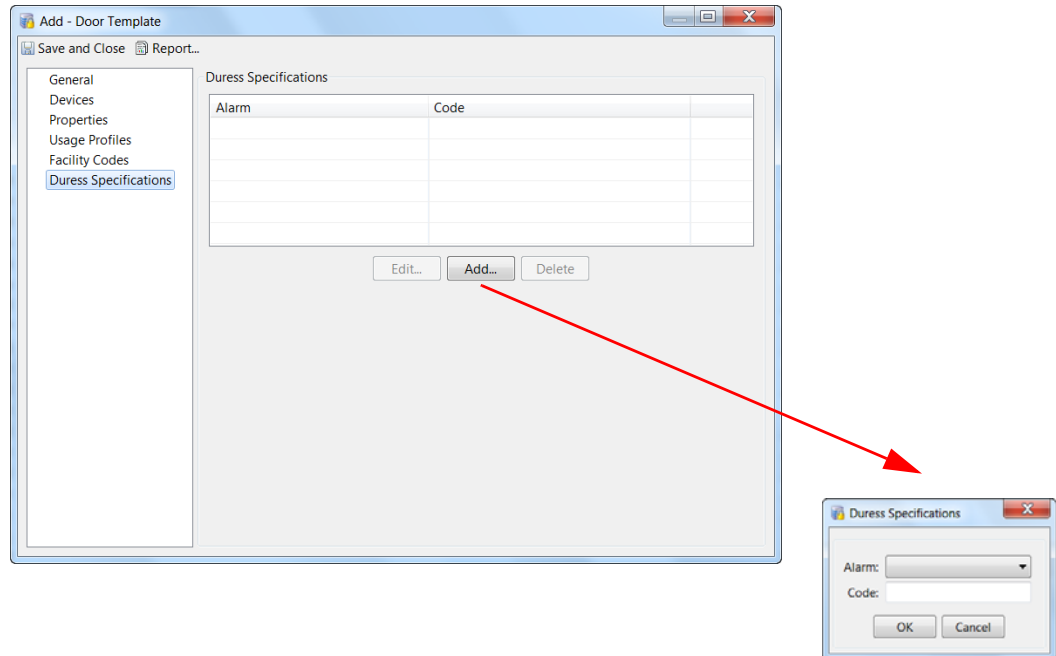 Add - Door Template
Save and Close Report...
General
Devices
Properties
Usage Profiles
Facility Codes
Duress Specifications
Duress Specifications
Alarm Code
Edit... Add... Delete
Duress Specifications
Alarm:
Code:
OK Cancel